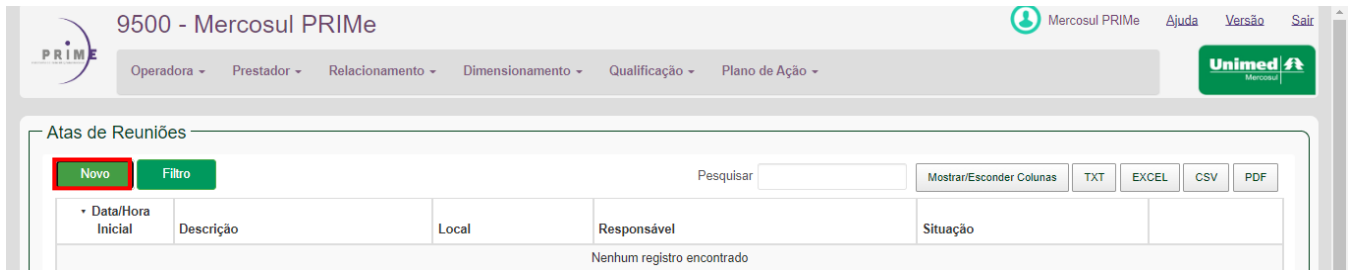 9500 - Mercosul PRIMe
Mercosul PRIMe Ajuda Versão Sair
PRIME
Operadora Prestador Relacionamento Dimensionamento Qualificação Plano de Ação
Unimed
Mercosul
Atas de Reuniões
Novo Filtro Pesquisar Mostrar/Esconder Colunas TXT EXCEL CSV PDF
Data/Hora
Inicial Descrição Local Responsável Situação
Nenhum registro encontrado